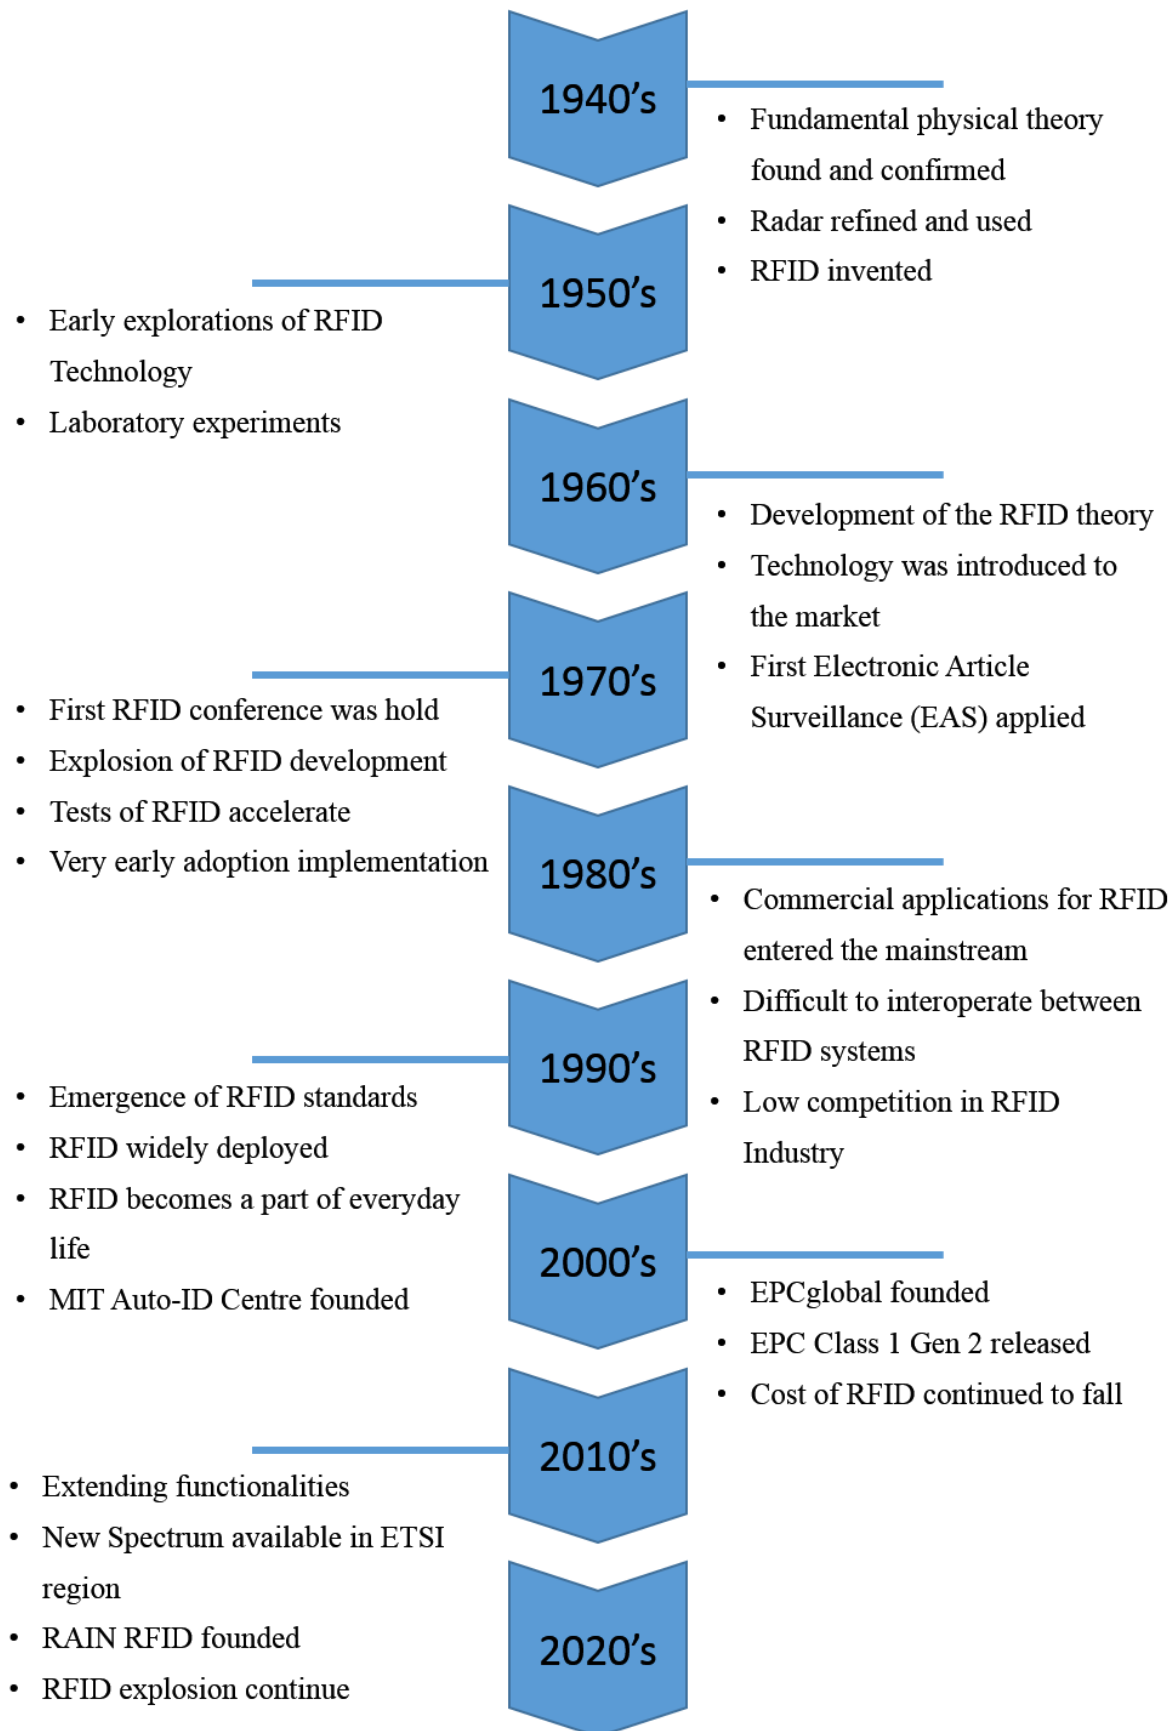 1940's
• Fundamental physical theory
found and confirmed
• Radar refined and used
• RFID invented
1950's
• Early explorations of RFID
Technology
• Laboratory experiments
1960's
• Development of the RFID theory
• Technology was introduced to
the market
• First Electronic Article
Surveillance (EAS) applied
1970's
• First RFID conference was hold
• Explosion of RFID development
• Tests of RFID accelerate
• Very early adoption implementation
1980's
• Commercial applications for RFID
entered the mainstream
• Difficult to interoperate between
RFID systems
• Low competition in RFID
Industry
1990's
• Emergence of RFID standards
• RFID widely deployed
• RFID becomes a part of everyday
life
• MIT Auto-ID Centre founded
2000's
• EPCglobal founded
• EPC Class 1 Gen 2 released
• Cost of RFID continued to fall
2010's
• Extending functionalities
• New Spectrum available in ETSI
region
• RAIN RFID founded
• RFID explosion continue
2020's